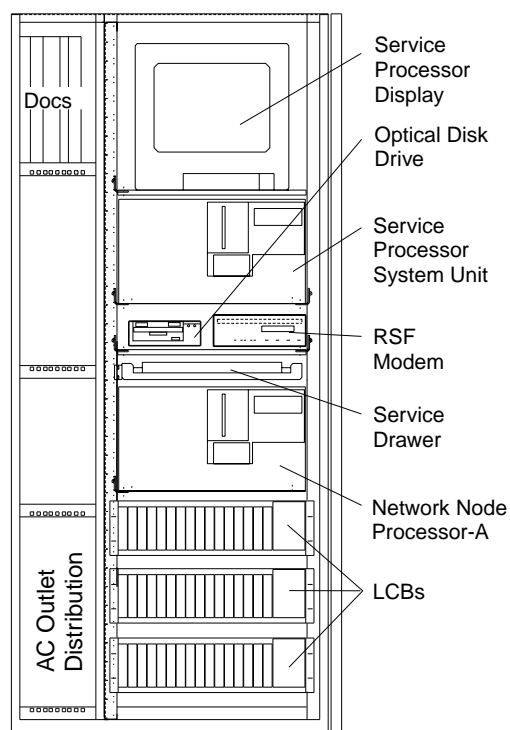 Docs
Service
Processor
Display
Optical Disk
Drive
Service
Processor
System Unit
RSF
Modem
Service
Drawer
Network Node
Processor-A
LCBs
AC Outlet
Distribution